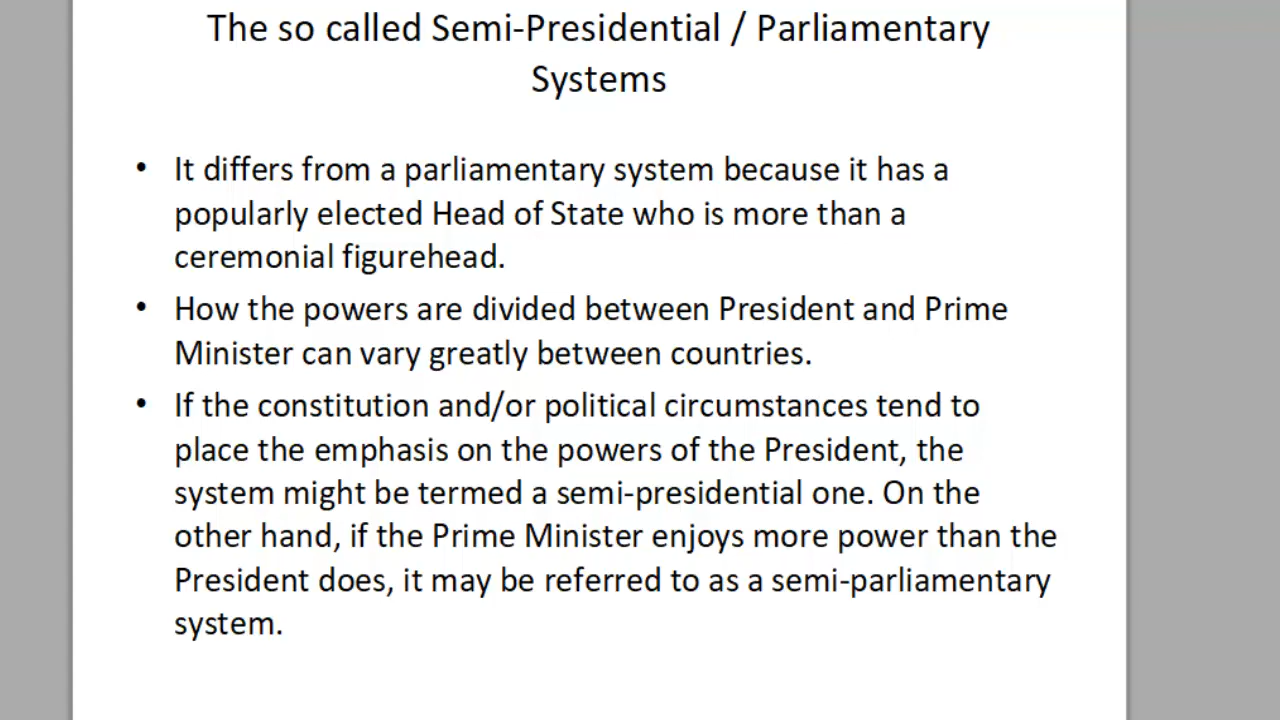 The so called Semi-Presidential / Parliamentary
Systems
• It differs from a parliamentary system because it has a
popularly elected Head of State who is more than a
ceremonial figurehead.
• How the powers are divided between President and Prime
Minister can vary greatly between countries.
• If the constitution and/or political circumstances tend to
place the emphasis on the powers of the President, the
system might be termed a semi-presidential one. On the
other hand, if the Prime Minister enjoys more power than the
President does, it may be referred to as a semi-parliamentary
system.